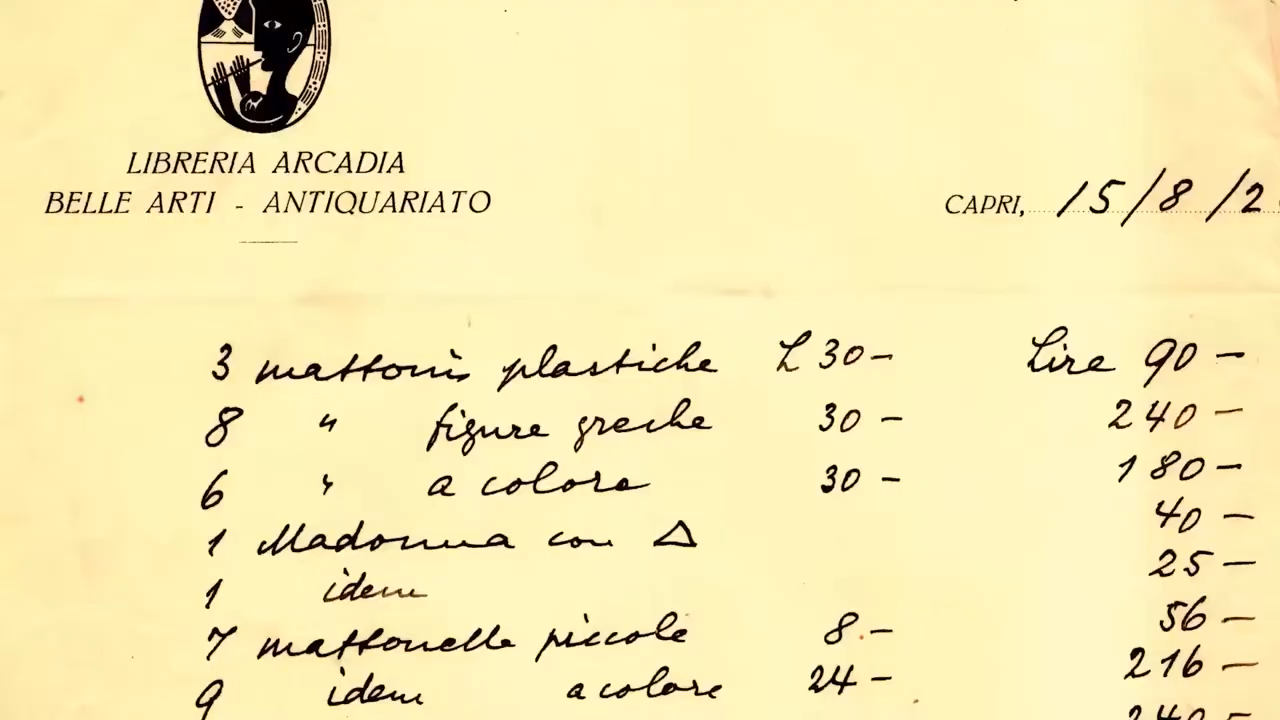 LIBRERIA ARCADIA
BELLE ARTI - ANTIQUARIATO
CAPRI, 15/8/2
3 mattonis plastiche L 30- Lire 90 -
8 " figure greche 30 - 240 -
6 " a colore 30 - 180 -
1 Madonna con Δ 40 -
1 idem 25 -
7 mattonelle piccole 8.- 56 -
9 idem a colore 24 - 216 -
240 -